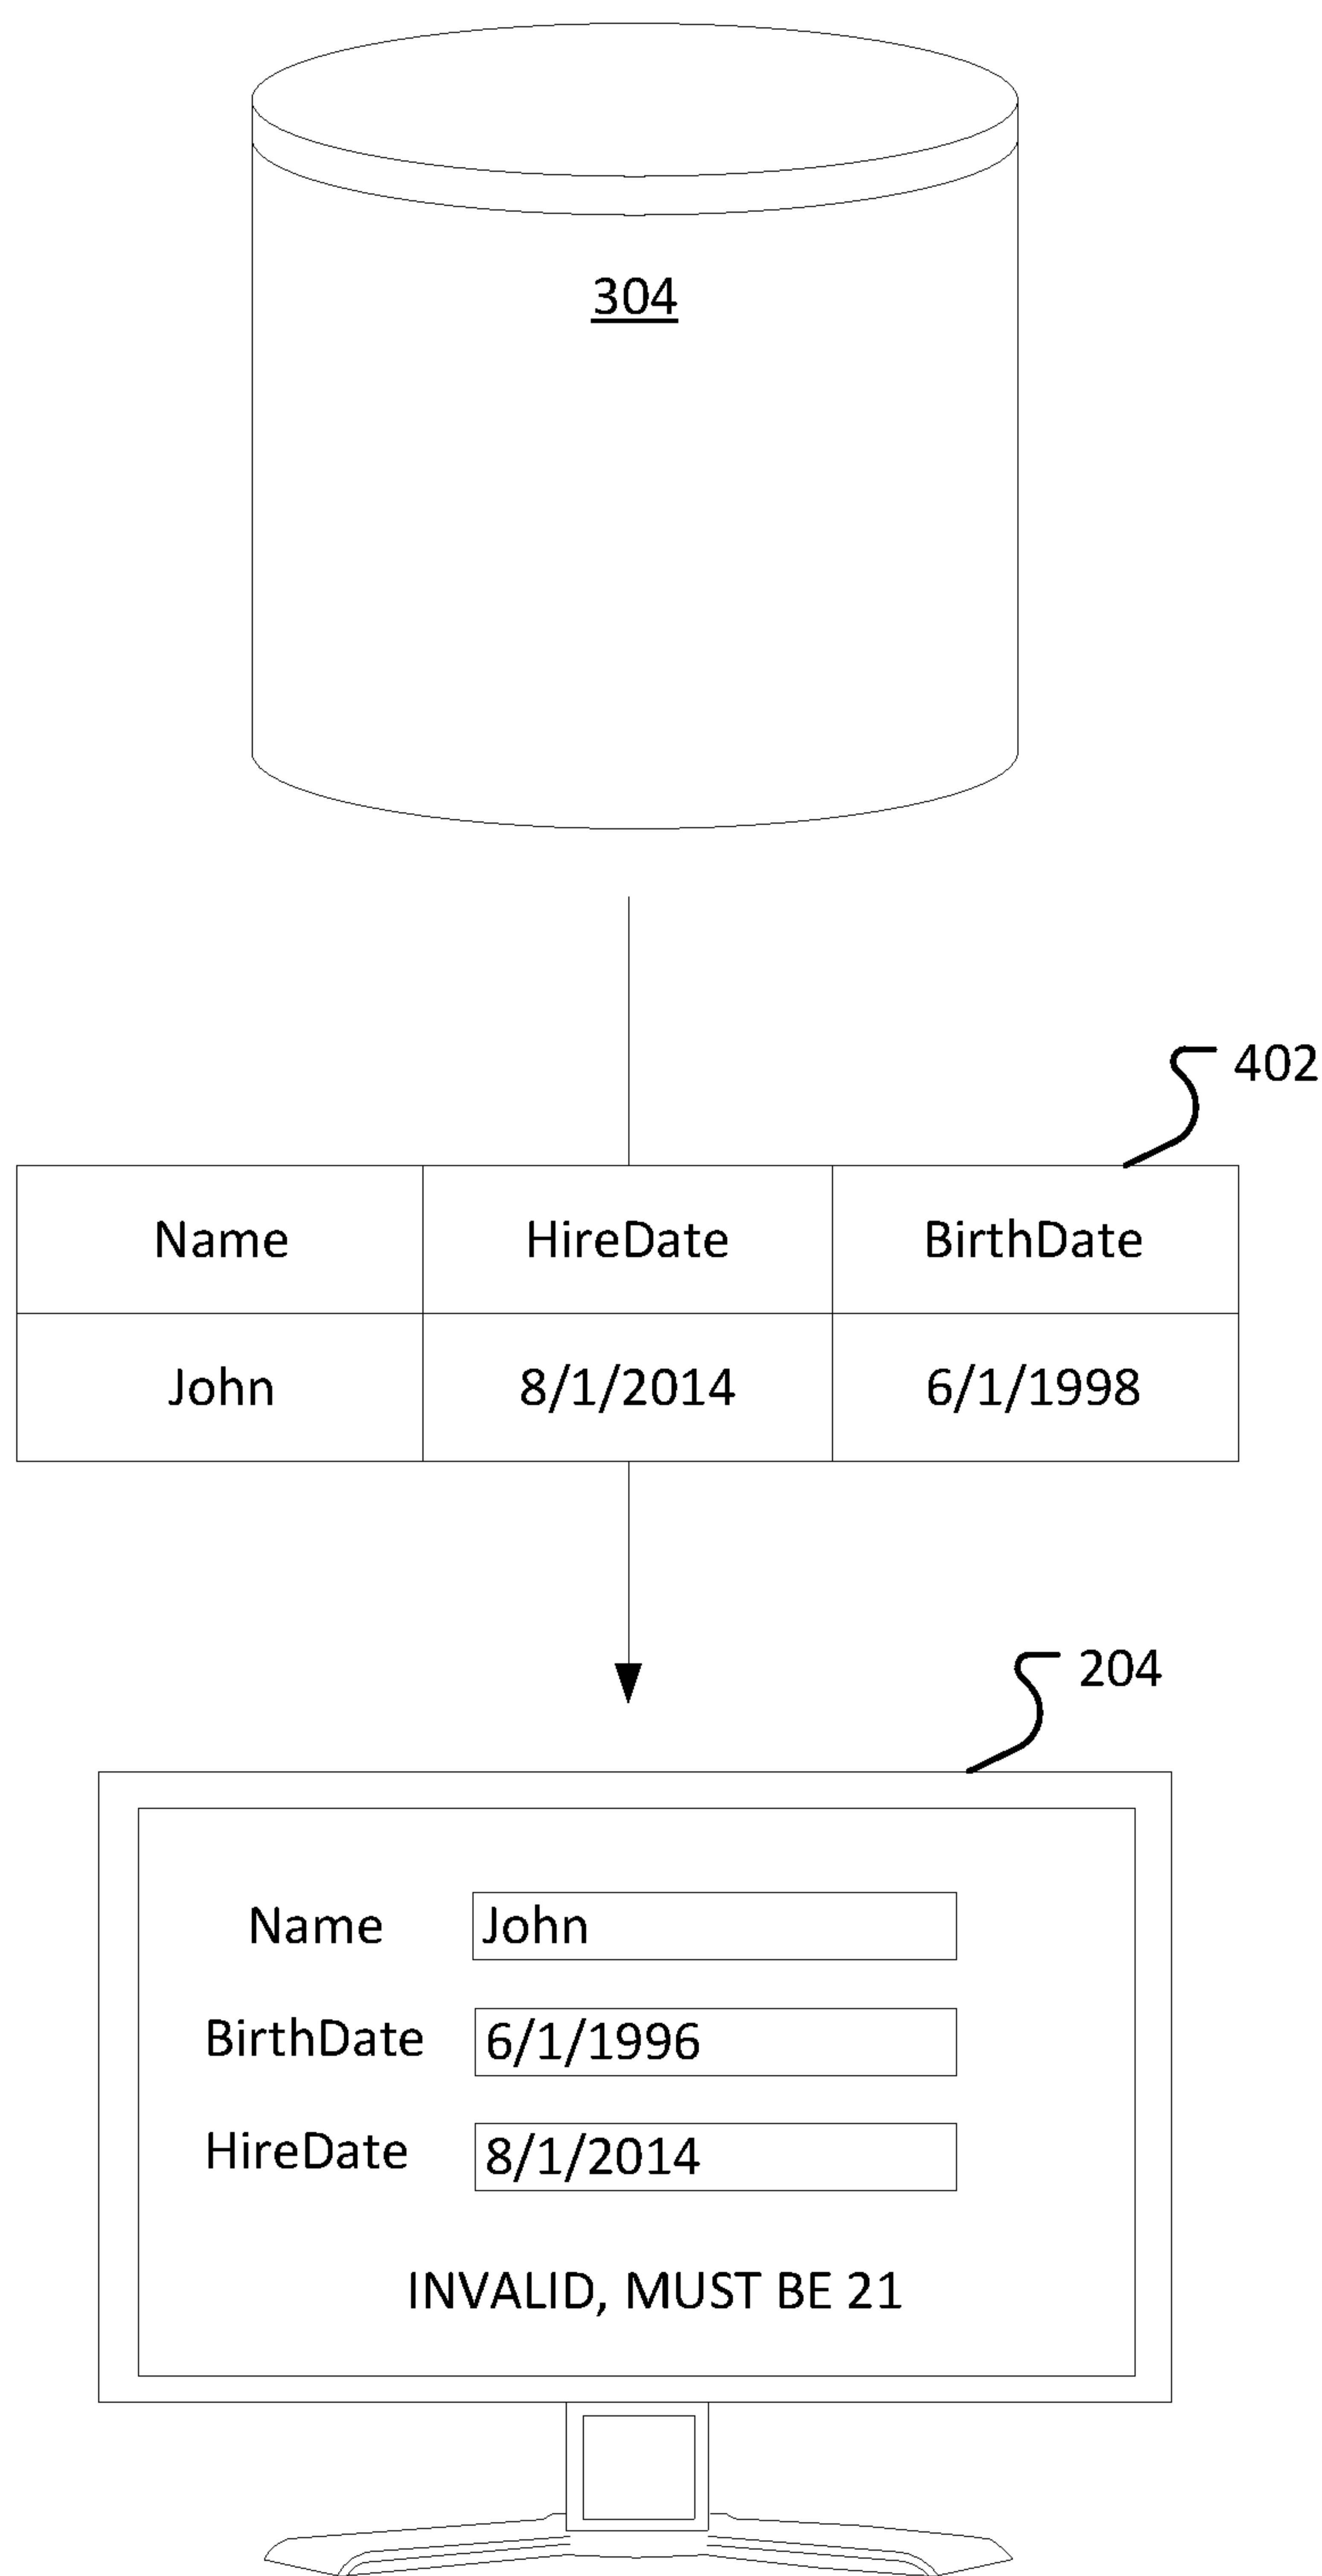 304
402
Name HireDate BirthDate
John 8/1/2014 6/1/1998
204
Name John
BirthDate 6/1/1996
HireDate 8/1/2014
INVALID, MUST BE 21